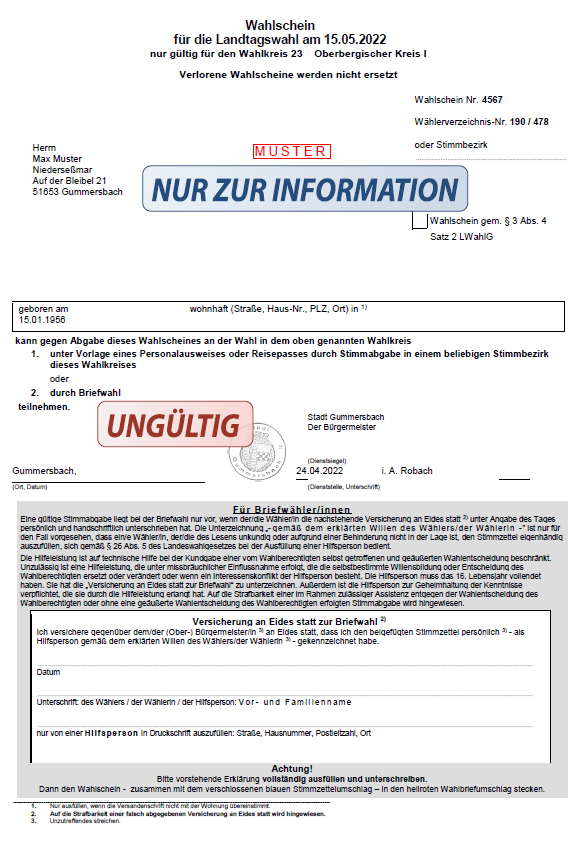 Wahlschein
für die Landtagswahl am 15.05.2022
nur gültig für den Wahlkreis 23 Oberbergischer Kreis I
Verlorene Wahlscheine werden nicht ersetzt
Wahlschein Nr. 4567
Wählerverzeichnis-Nr. 190 / 478
oder Stimmbezirk
MUSTER
Herrn
Max Muster
Niederseßmar
Auf der Bleibel 21
51653 Gummersbach
NUR ZUR INFORMATION
Wahlschein gem. § 3 Abs. 4
Satz 2 LWahlG
geboren am wohnhaft (Straße, Haus-Nr., PLZ, Ort) in 1)
15.01.1956
kann gegen Abgabe dieses Wahlscheines an der Wahl in dem oben genannten Wahlkreis
1. unter Vorlage eines Personalausweises oder Reisepasses durch Stimmabgabe in einem beliebigen Stimmbezirk
dieses Wahlkreises
oder
2. durch Briefwahl
teilnehmen.
UNGÜLTIG
Stadt Gummersbach
Der Bürgermeister
(Dienstsiegel)
Gummersbach, 24.04.2022 i. A. Robach
(Ort, Datum) (Dienststelle, Unterschrift)
Für Briefwähler/innen
Eine gültige Stimmabgabe liegt bei der Briefwahl nur vor, wenn der/die Wähler/in die nachstehende Versicherung an Eides statt 2) unter Angabe des Tages
persönlich und handschriftlich unterschrieben hat. Die Unterzeichnung „- gemäß dem erklärten Willen des Wählers/der Wählerin -" ist nur für
den Fall vorgesehen, dass ein/e Wähler/in, der/die des Lesens unkundig oder aufgrund einer Behinderung nicht in der Lage ist, den Stimmzettel eigenhändig
auszufüllen, sich gemäß § 26 Abs. 5 des Landeswahlgesetzes bei der Ausfüllung einer Hilfsperson bedient.
Die Hilfeleistung ist auf technische Hilfe bei der Kundgabe einer vom Wahlberechtigten selbst getroffenen und geäußerten Wahlentscheidung beschränkt.
Unzulässig ist eine Hilfeleistung, die unter missbräuchlicher Einflussnahme erfolgt, die die selbstbestimmte Willensbildung oder Entscheidung des
Wahlberechtigten ersetzt oder verändert oder wenn ein Interessenskonflikt der Hilfsperson besteht. Die Hilfsperson muss das 16. Lebensjahr vollendet
haben. Sie hat die „Versicherung an Eides statt zur Briefwahl" zu unterzeichnen. Außerdem ist die Hilfsperson zur Geheimhaltung der Kenntnisse
verpflichtet, die sie durch die Hilfeleistung erlangt hat. Auf die Strafbarkeit einer im Rahmen zulässiger Assistenz entgegen der Wahlentscheidung des
Wahlberechtigten oder ohne eine geäußerte Wahlentscheidung des Wahlberechtigten erfolgten Stimmabgabe wird hingewiesen.
Versicherung an Eides statt zur Briefwahl 2)
Ich versichere gegenüber dem/der (Ober-) Bürgermeister/in 3) an Eides statt, dass ich den beigefügten Stimmzettel persönlich 3) - als
Hilfsperson gemäß dem erklärten Willen des Wählers/der Wählerin 3) - gekennzeichnet habe.
Datum
Unterschrift: des Wählers / der Wählerin / der Hilfsperson: Vor- und Familienname
nur von einer Hilfsperson in Druckschrift auszufüllen: Straße, Hausnummer, Postleitzahl, Ort
Achtung!
Bitte vorstehende Erklärung vollständig ausfüllen und unterschreiben.
Dann den Wahlschein - zusammen mit dem verschlossenen blauen Stimmzettelumschlag – in den hellroten Wahlbriefumschlag stecken.
1. Nur ausfüllen, wenn die Versandanschrift nicht mit der Wohnung übereinstimmt.
2. Auf die Strafbarkeit einer falsch abgegebenen Versicherung an Eides statt wird hingewiesen.
3. Unzutreffendes streichen.